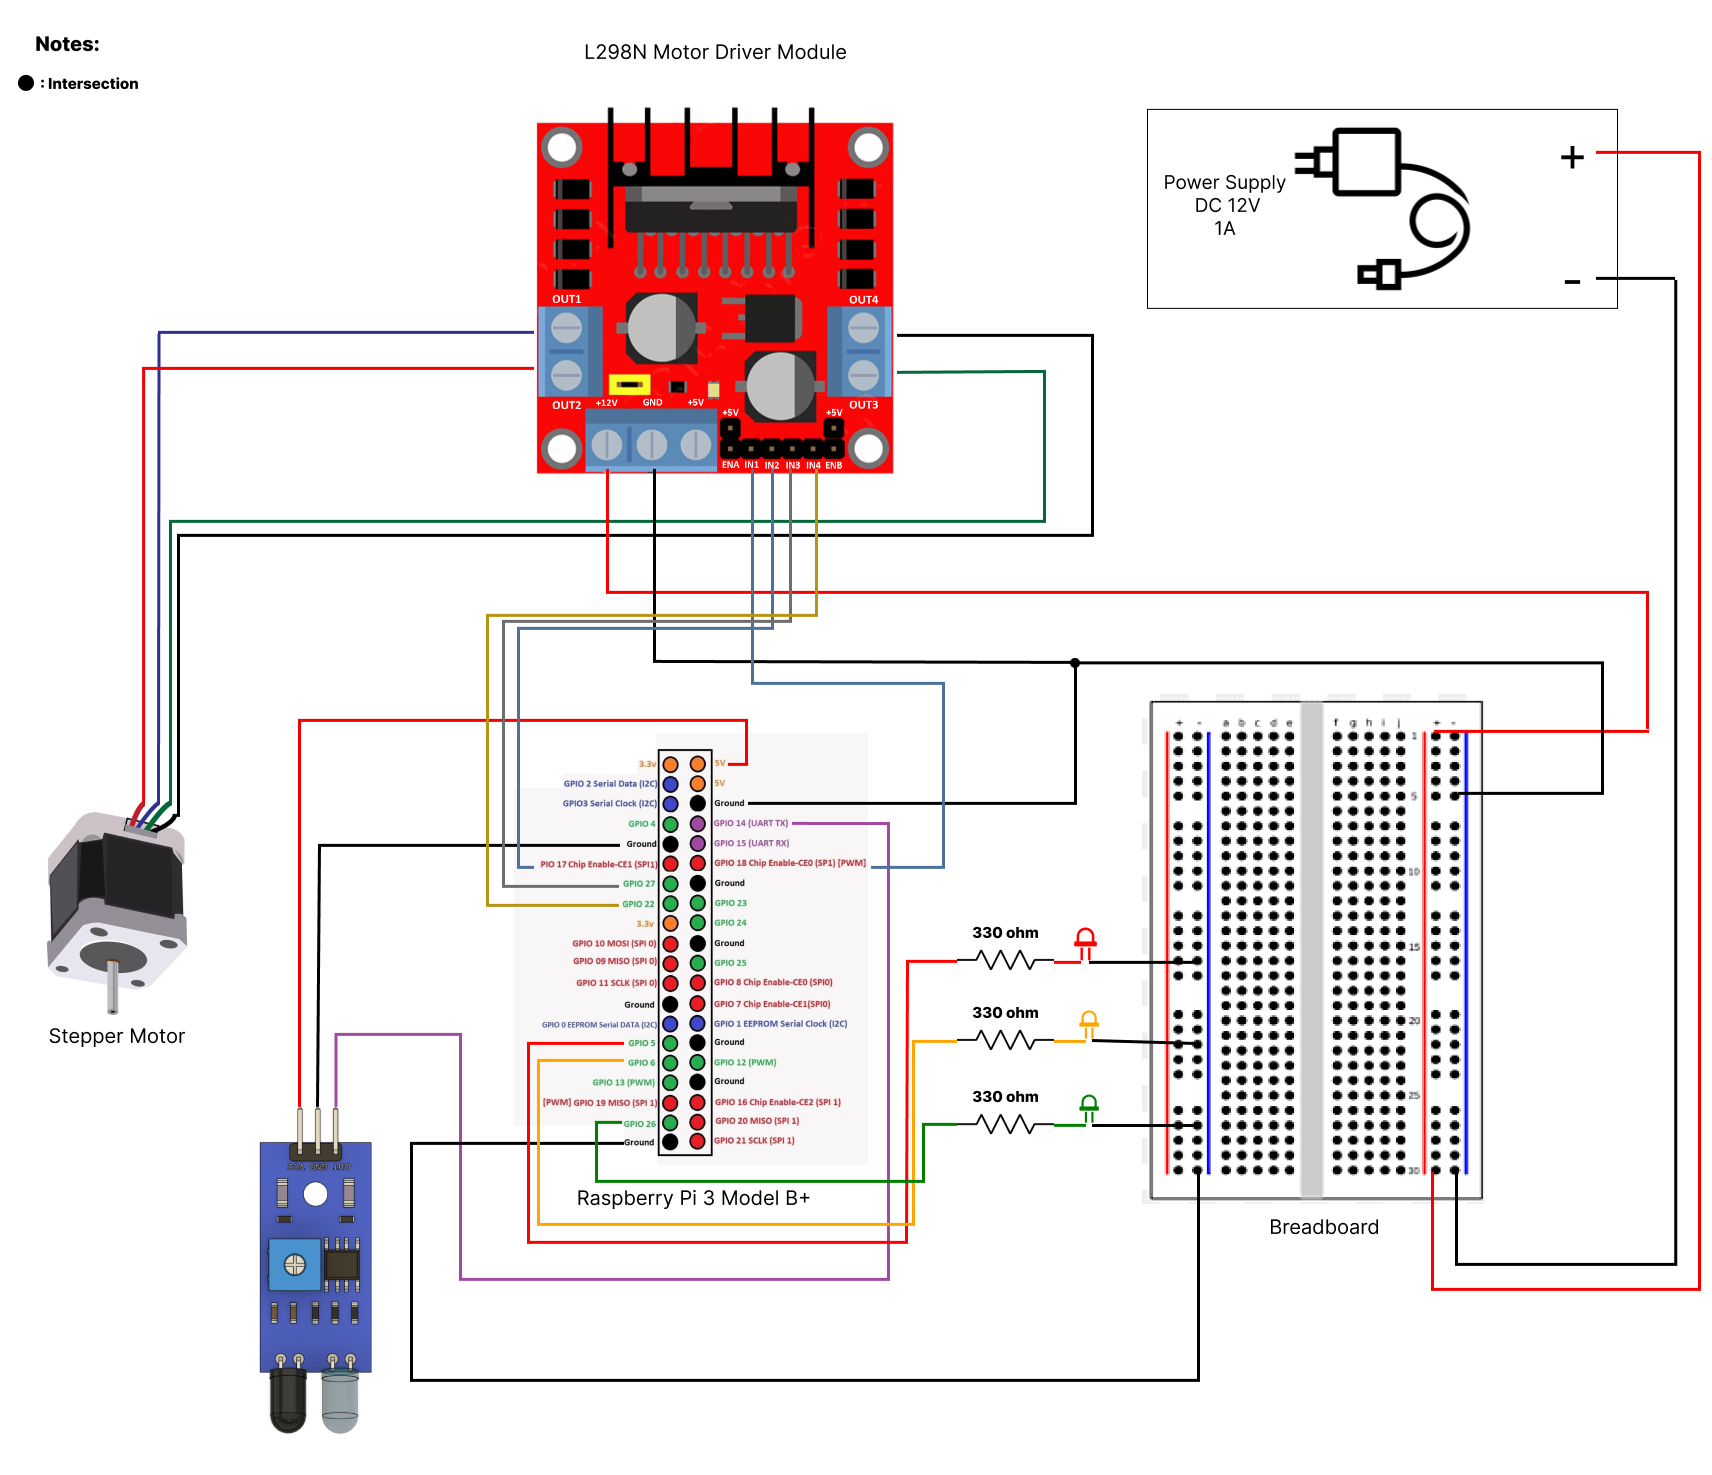 Notes:
: Intersection
L298N Motor Driver Module
Power Supply
DC 12V
1A
+
-
OUT1
OUT4
OUT2
+12V
GND
+5V
OUT3
+5V
+5V
ENA IN1 IN2 IN3 IN4 ENB
Stepper Motor
3.3v
5V
GPIO 2 Serial Data (I2C)
5V
GPIO3 Serial Clock (I2C)
Ground
GPIO 4
GPIO 14 (UART TX)
Ground
GPIO 15 (UART RX)
PIO 17 Chip Enable-CE1 (SPI1)
GPIO 18 Chip Enable-CE0 (SP1) [PWM]
GPIO 27
Ground
GPIO 22
GPIO 23
3.3v
GPIO 24
GPIO 10 MOSI (SPI 0)
Ground
GPIO 09 MISO (SPI 0)
GPIO 25
GPIO 11 SCLK (SPI 0)
GPIO 8 Chip Enable-CE0 (SPI0)
Ground
GPIO 7 Chip Enable-CE1(SPI0)
GPIO 0 EEPROM Serial DATA (I2C)
GPIO 1 EEPROM Serial Clock (I2C)
GPIO 5
Ground
GPIO 6
GPIO 12 (PWM)
GPIO 13 (PWM)
Ground
[PWM] GPIO 19 MISO (SPI 1)
GPIO 16 Chip Enable-CE2 (SPI 1)
GPIO 26
GPIO 20 MISO (SPI 1)
Ground
GPIO 21 SCLK (SPI 1)
Raspberry Pi 3 Model B+
330 ohm
330 ohm
330 ohm
+ - a b c d e f g h i j + -
1
5
10
15
20
25
30
Breadboard
OUT GND VCC